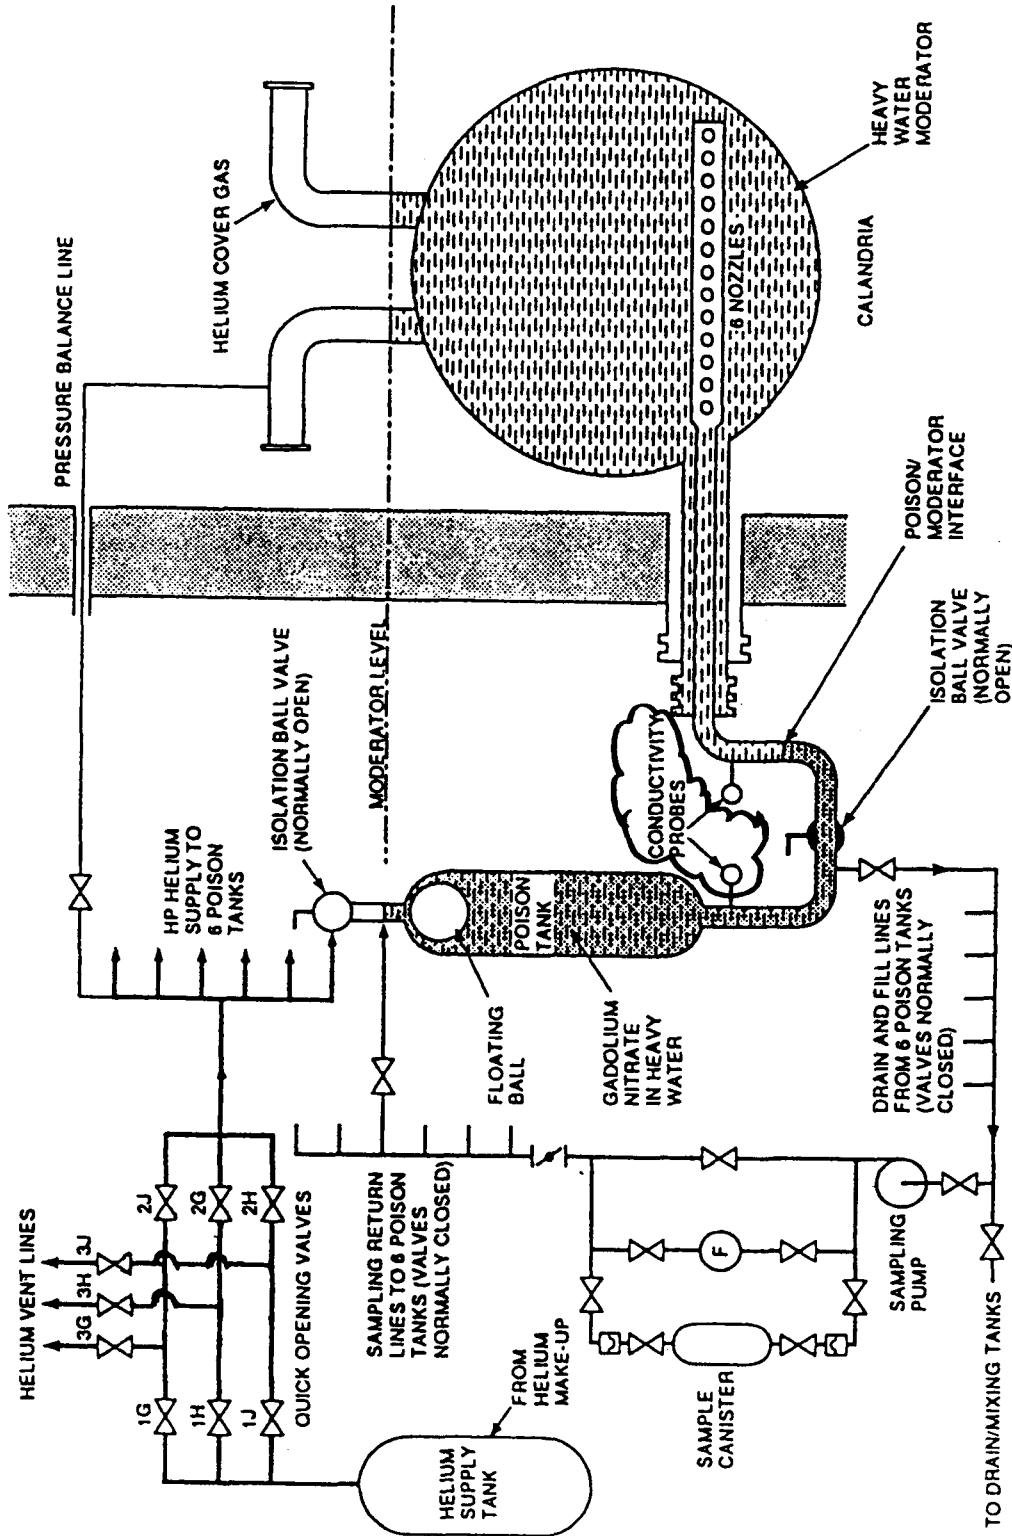 PRESSURE BALANCE LINE
HELIUM COVER GAS
HELIUM VENT LINES
3G
3H
3J
1G
2J
1H
2G
1J
2H
QUICK OPENING VALVES
HP HELIUM
SUPPLY TO
6 POISON
TANKS
ISOLATION BALL VALVE
(NORMALLY OPEN)
MODERATOR LEVEL
HELIUM
SUPPLY
TANK
FROM
HELIUM
MAKE-UP
SAMPLING RETURN
LINES TO 6 POISON
TANKS (VALVES
NORMALLY CLOSED)
FLOATING
BALL
POISON
TANK
GADOLIUM
NITRATE
IN HEAVY
WATER
CONDUCTIVITY
PROBES
6 NOZZLES
HEAVY
WATER
MODERATOR
CALANDRIA
POISON/
MODERATOR
INTERFACE
ISOLATION
BALL VALVE
(NORMALLY
OPEN)
SAMPLE
CANISTER
F
SAMPLING
PUMP
DRAIN AND FILL LINES
FROM 6 POISON TANKS
(VALVES NORMALLY
CLOSED)
TO DRAIN/MIXING TANKS